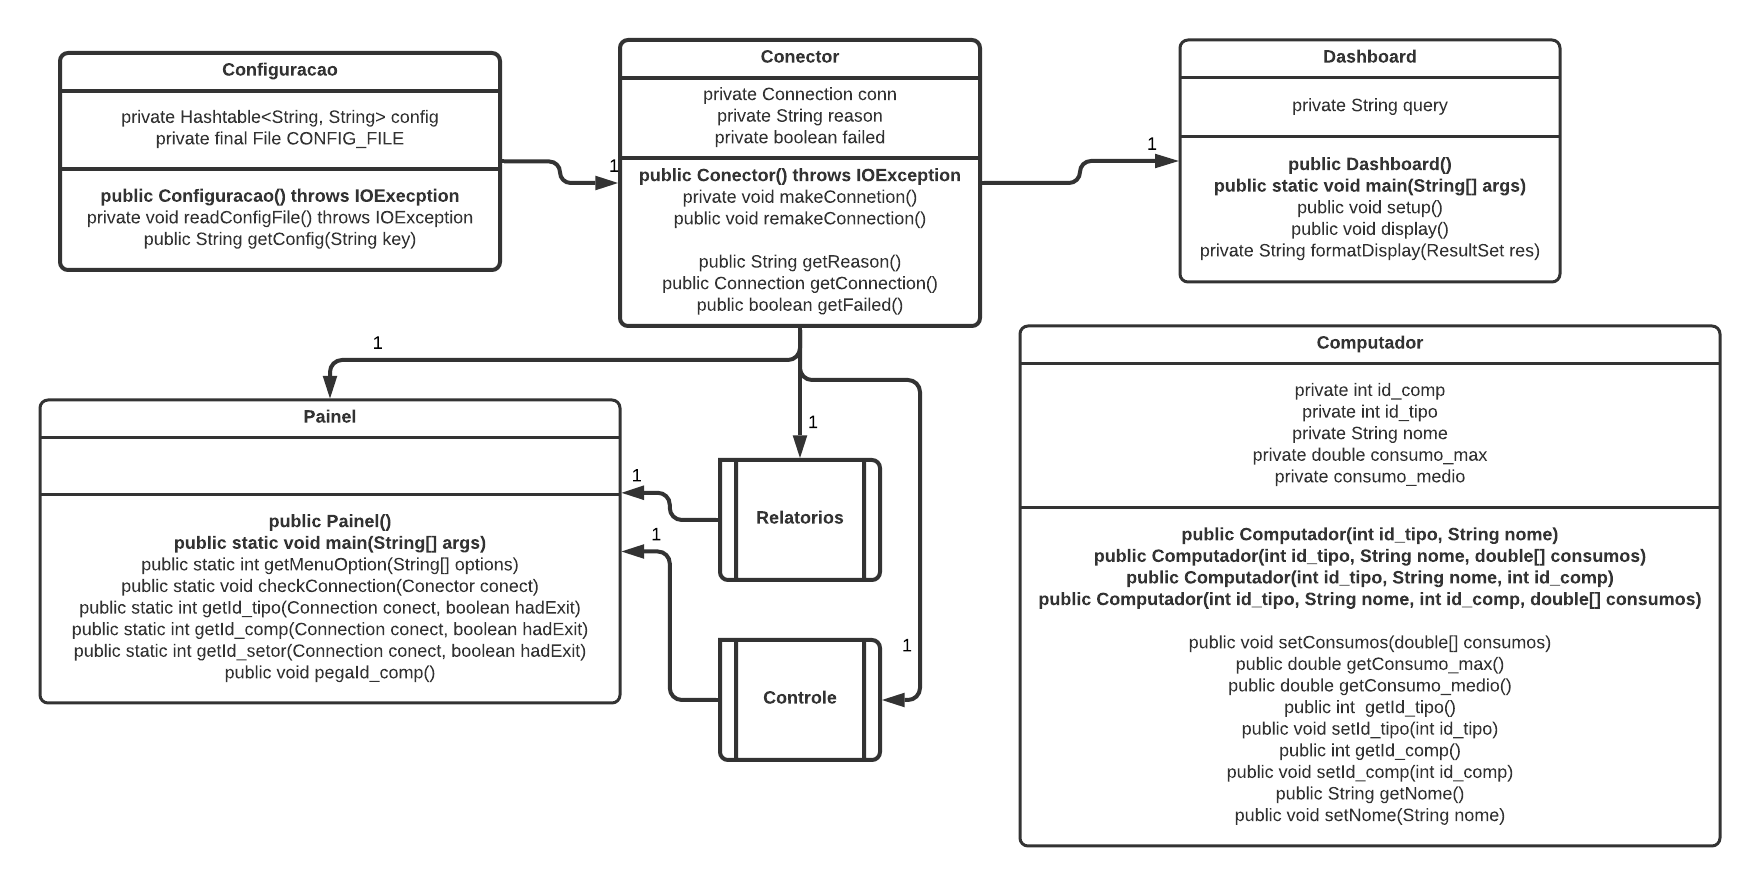 Configuracao
private Hashtable<String, String> config
private final File CONFIG_FILE
public Configuracao() throws IOExecption
private void readConfigFile() throws IOException
public String getConfig(String key)
1
Conector
private Connection conn
private String reason
private boolean failed
public Conector() throws IOException
private void makeConnetion()
public void remakeConnection()
public String getReason()
public Connection getConnection()
public boolean getFailed()
1
Dashboard
private String query
public Dashboard()
public static void main(String[] args)
public void setup()
public void display()
private String formatDisplay(ResultSet res)
1
Painel
public Painel()
public static void main(String[] args)
public static int getMenuOption(String[] options)
public static void checkConnection(Conector conect)
public static int getId_tipo(Connection conect, boolean hadExit)
public static int getId_comp(Connection conect, boolean hadExit)
public static int getId_setor(Connection conect, boolean hadExit)
public void pegaId_comp()
1
1
1
Relatorios
1
Controle
Computador
private int id_comp
private int id_tipo
private String nome
private double consumo_max
private consumo_medio
public Computador(int id_tipo, String nome)
public Computador(int id_tipo, String nome, double[] consumos)
public Computador(int id_tipo, String nome, int id_comp)
public Computador(int id_tipo, String nome, int id_comp, double[] consumos)
public void setConsumos(double[] consumos)
public double getConsumo_max()
public double getConsumo_medio()
public int  getId_tipo()
public void setId_tipo(int id_tipo)
public int getId_comp()
public void setId_comp(int id_comp)
public String getNome()
public void setNome(String nome)